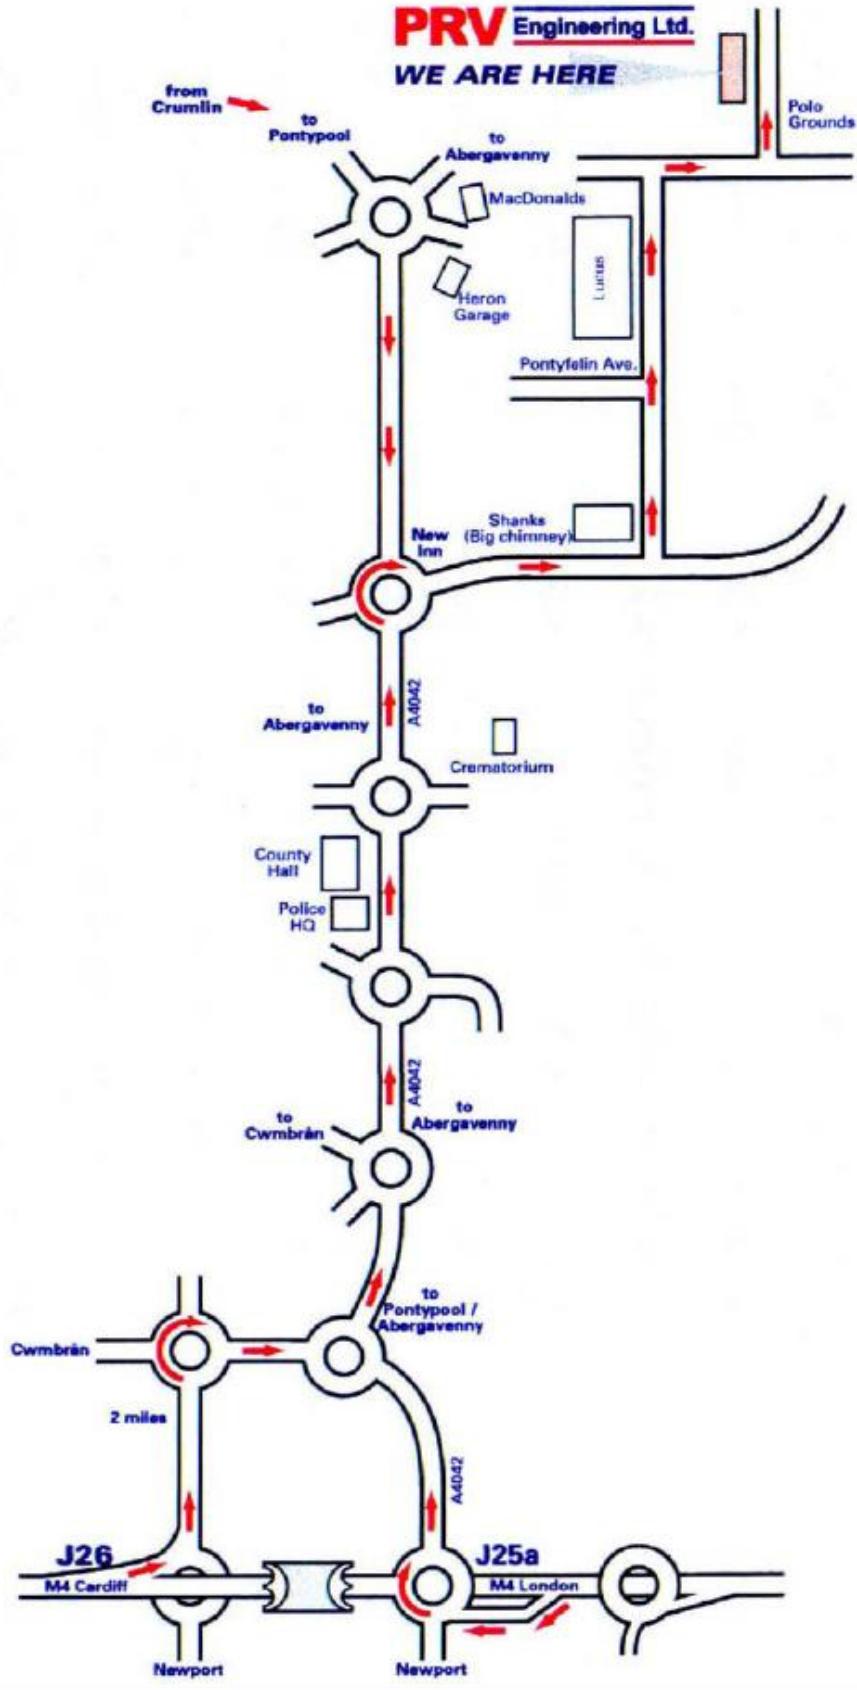 PRV Engineering Ltd.
WE ARE HERE
from
Crumlin
to
Pontypool
to
Abergavenny
Polo
Grounds
MacDonalds
Lucus
Heron
Garage
Pontyfelin Ave.
New
Inn
Shanks
(Big chimney)
A4042
to
Abergavenny
Crematorium
County
Hall
Police
HQ
A4042
to
Cwmbrân
to
Abergavenny
to
Pontypool /
Abergavenny
Cwmbrân
2 miles
A4042
J26
J25a
M4 Cardiff
M4 London
Newport
Newport